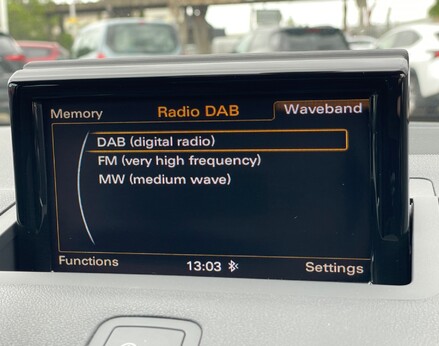 Memory Radio DAB Waveband
DAB (digital radio)
FM (very high frequency)
MW (medium wave)
Functions 13:03 Settings